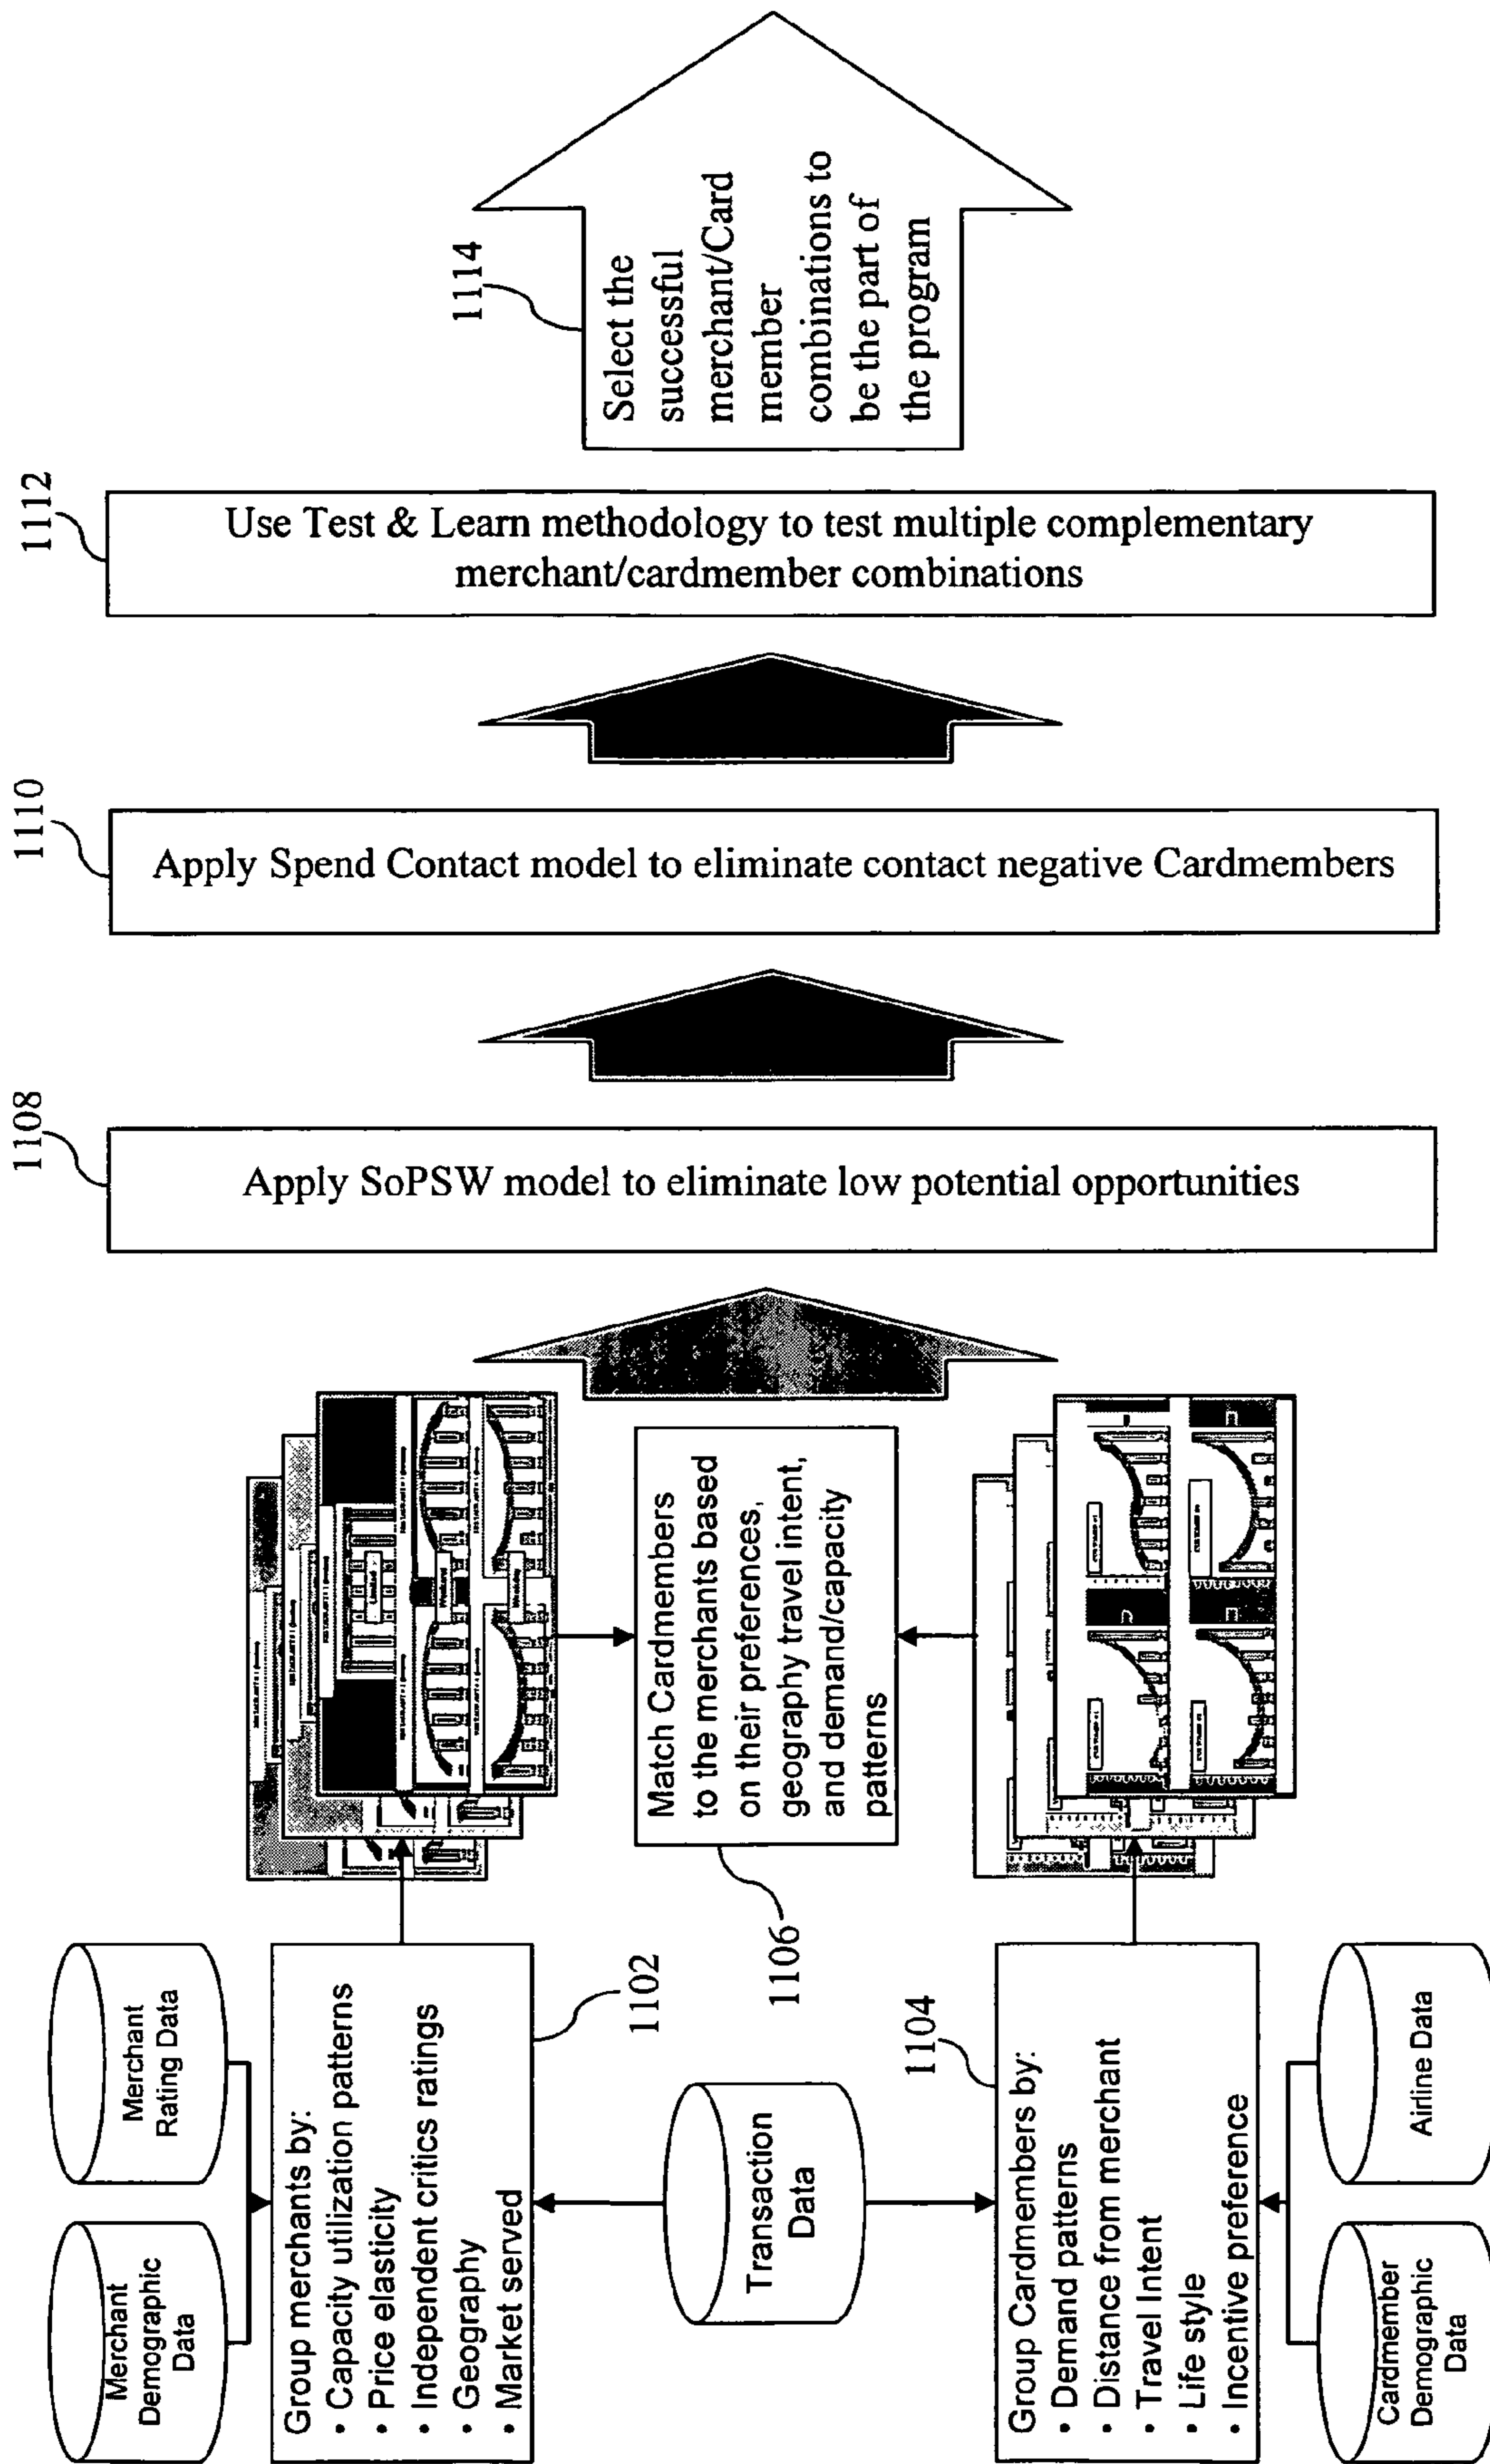 Merchant
Demographic
Data
Merchant
Rating Data
Group merchants by:
• Capacity utilization patterns
• Price elasticity
• Independent critics ratings
• Geography
• Market served
1102
Transaction
Data
1104
Group Cardmembers by:
• Demand patterns
• Distance from merchant
• Travel Intent
• Life style
• Incentive preference
Cardmember
Demographic
Data
Airline Data
1106
Match Cardmembers
to the merchants based
on their preferences,
geography travel intent,
and demand/capacity
patterns
1108
Apply SoPSW model to eliminate low potential opportunities
1110
Apply Spend Contact model to eliminate contact negative Cardmembers
1112
Use Test & Learn methodology to test multiple complementary
merchant/cardmember combinations
1114
Select the
successful
merchant/Card
member
combinations to
be the part of
the program